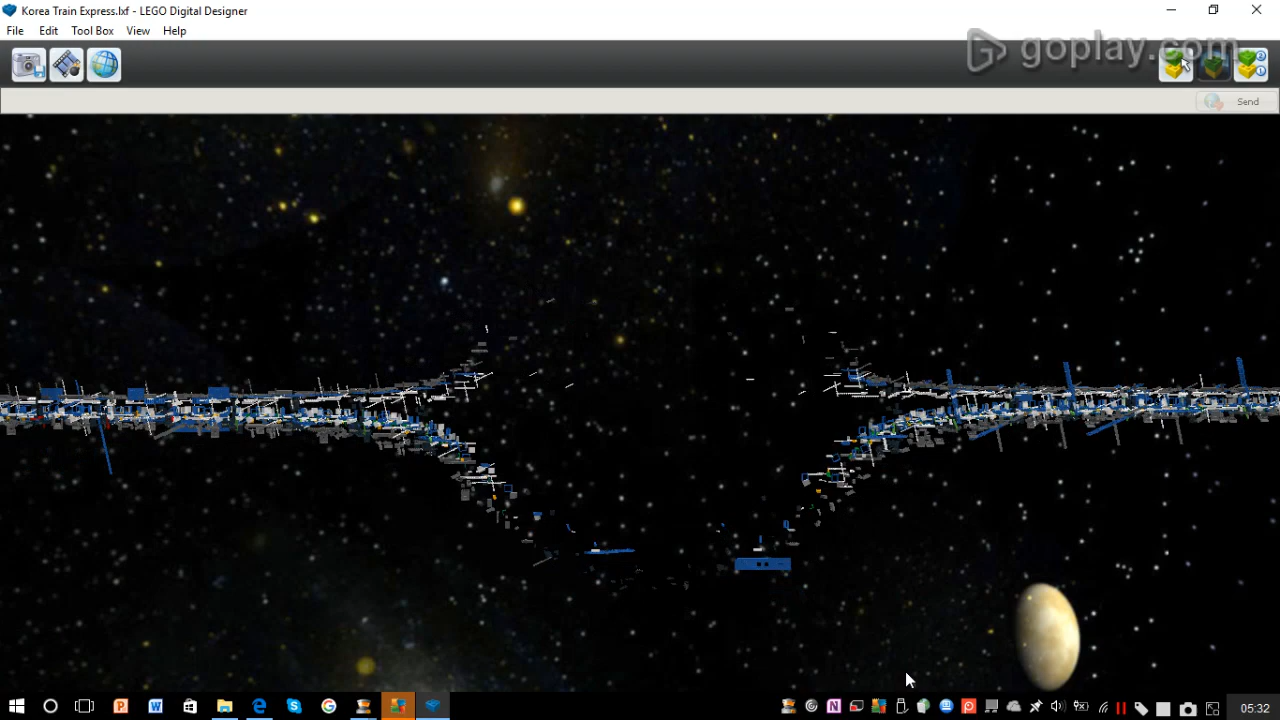 Korea Train Express.lxf - LEGO Digital Designer
File Edit Tool Box View Help
goplay.com
Send
05:32